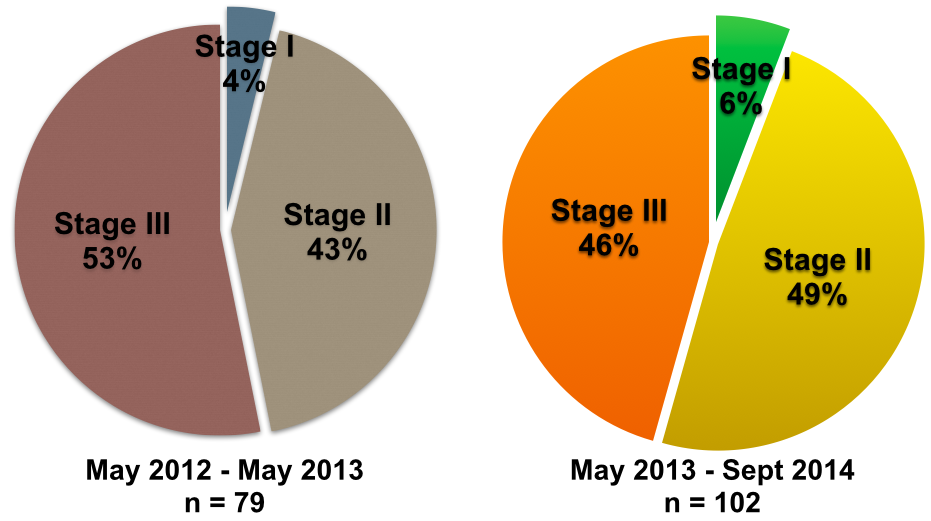 Stage I
4%
Stage III
53%
Stage II
43%
May 2012 - May 2013
n = 79
Stage I
6%
Stage III
46%
Stage II
49%
May 2013 - Sept 2014
n = 102